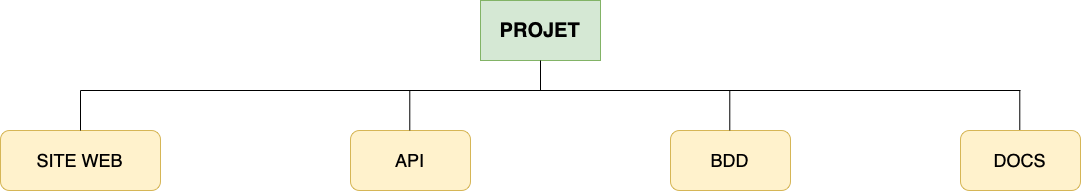 PROJET
SITE WEB
API
BDD
DOCS